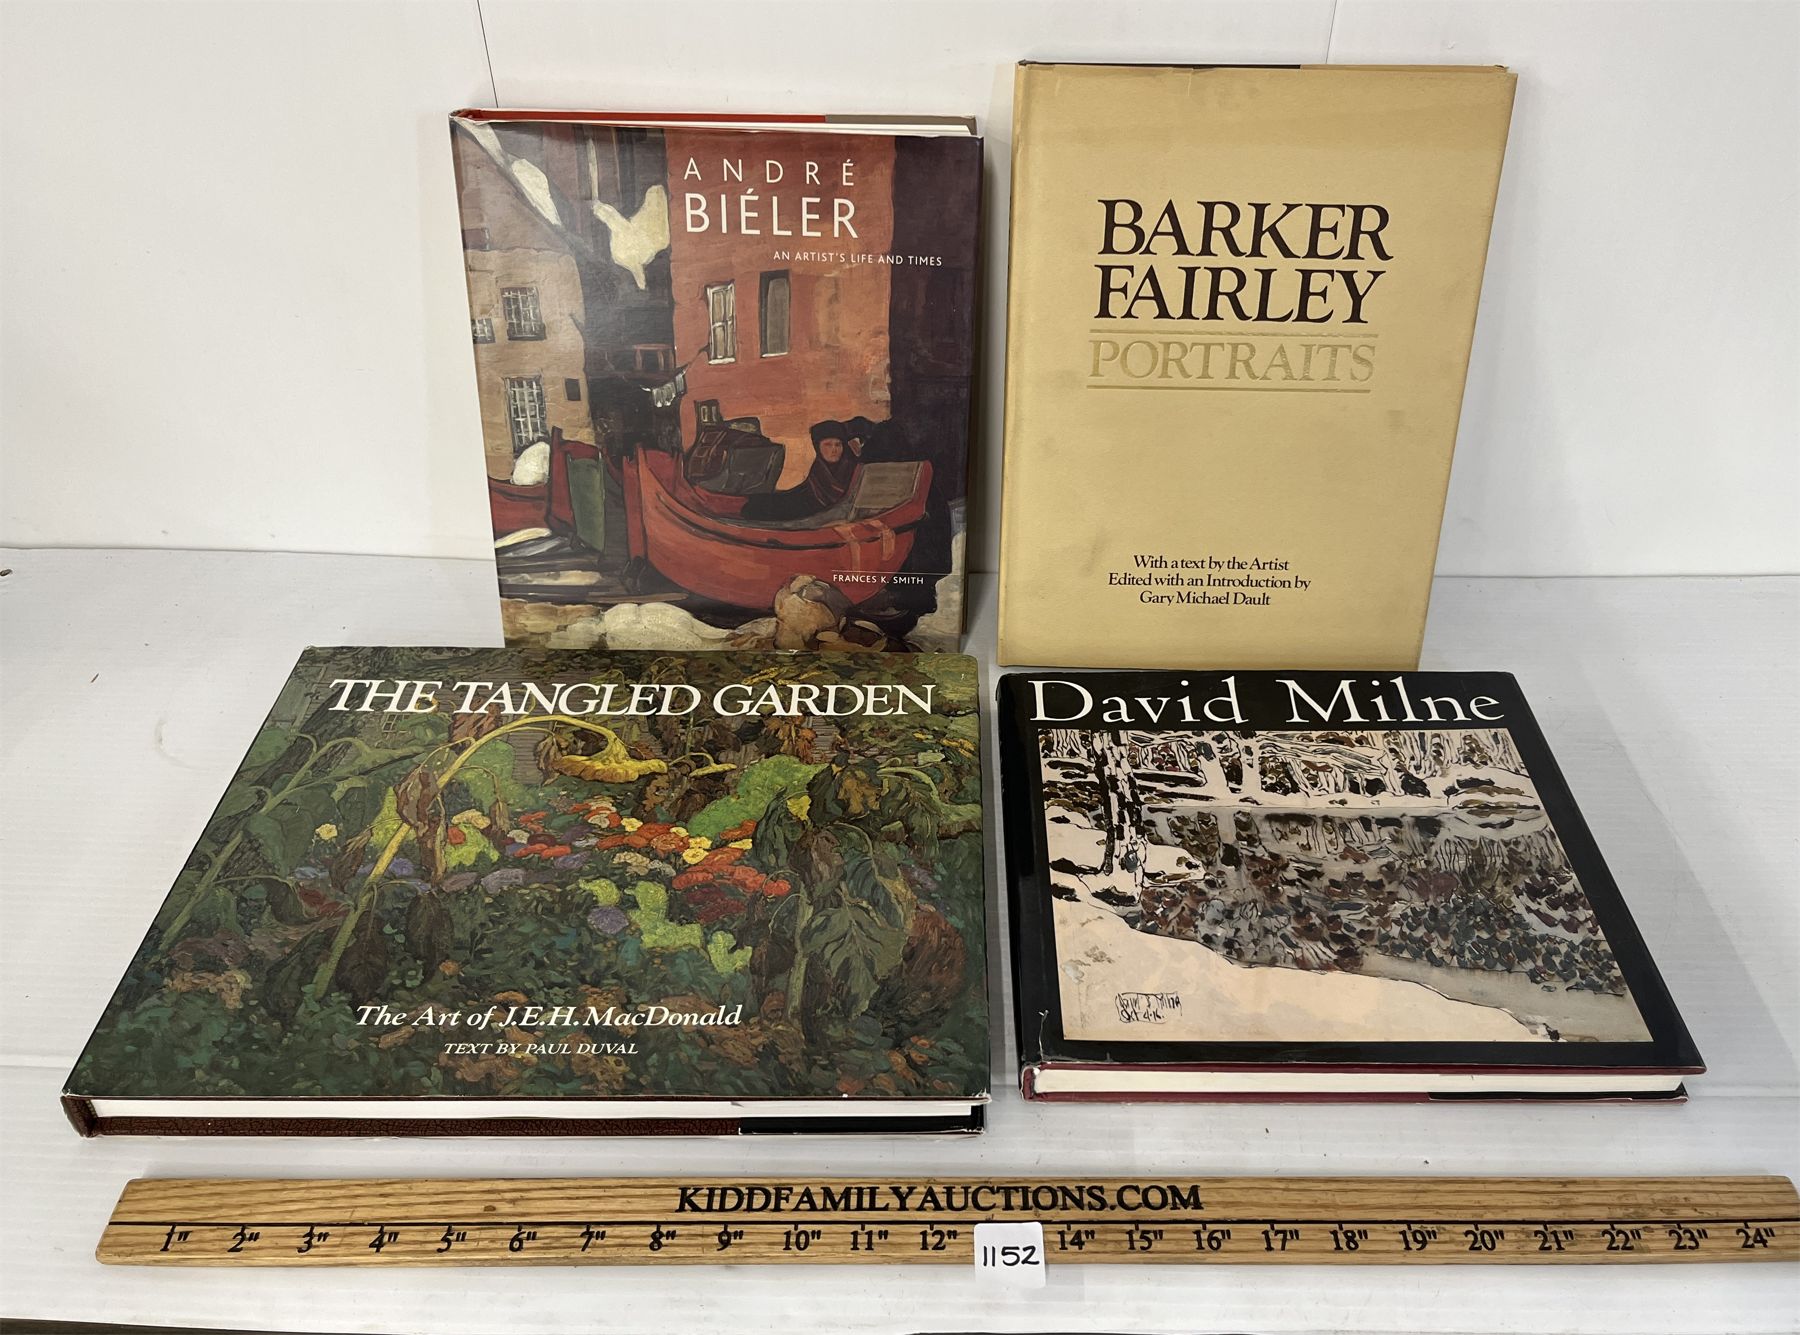 ANDRÉ
BIÉLER
AN ARTIST'S LIFE AND TIMES
FRANCES K. SMITH
BARKER
FAIRLEY
PORTRAITS
With a text by the Artist
Edited with an Introduction by
Gary Michael Dault
THE TANGLED GARDEN
The Art of J.E.H. MacDonald
TEXT BY PAUL DUVAL
David Milne
KIDDFAMILYAUCTIONS.COM
1" 2" 3" 4" 5" 6" 7" 8" 9" 10" 11" 12" 14" 15" 16" 17" 18" 19" 20" 21" 22" 23" 24"
1152